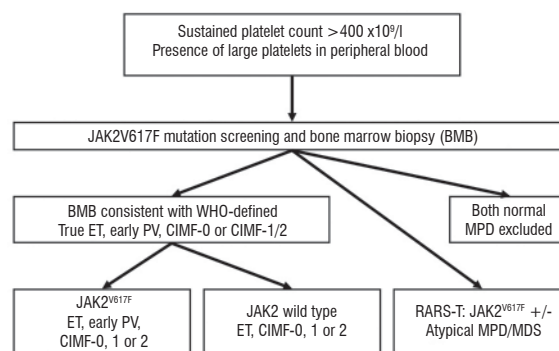 Sustained platelet count >400 x10⁹/l
Presence of large platelets in peripheral blood
JAK2V617F mutation screening and bone marrow biopsy (BMB)
BMB consistent with WHO-defined
True ET, early PV, CIMF-0 or CIMF-1/2
Both normal
MPD excluded
JAK2ⱽ⁶¹⁷ᶠ
ET, early PV,
CIMF-0, 1 or 2
JAK2 wild type
ET, CIMF-0, 1 or 2
RARS-T: JAK2ⱽ⁶¹⁷ᶠ +/-
Atypical MPD/MDS